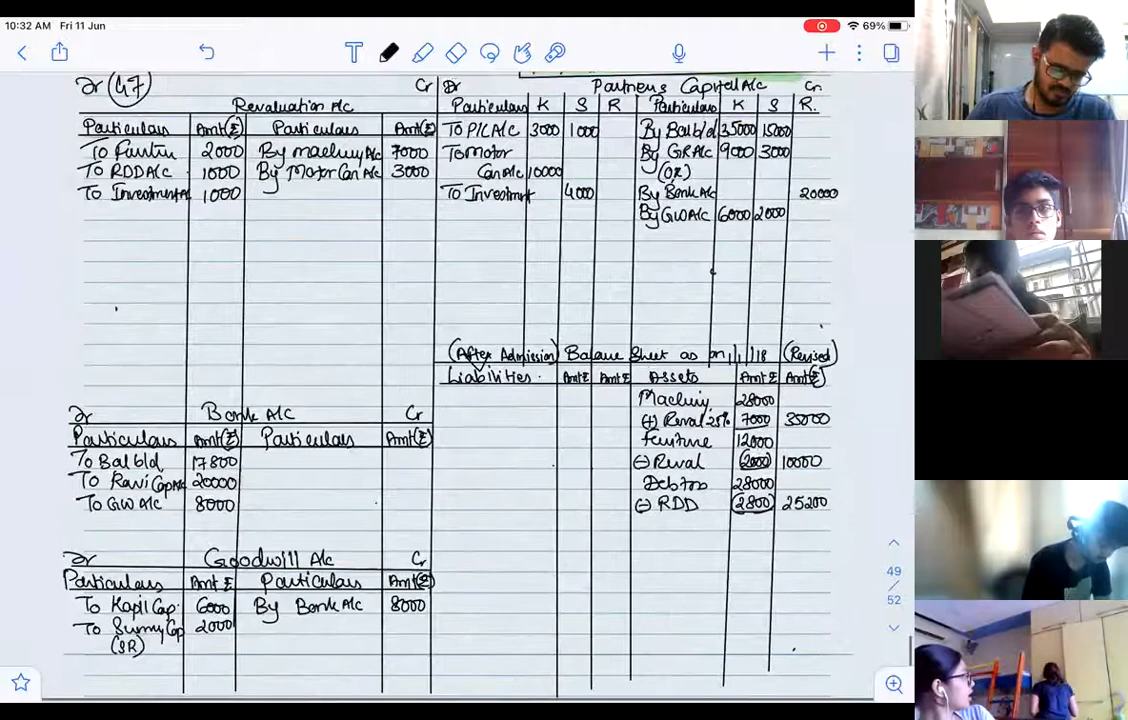 10:32 AM Fri 11 Jun
69%
Dr (47) Cr
Revaluation A/c
Particulars Amt(₹) Particulars Amt(₹)
To Furnitu 2000 By machiny A/c 7000
To RDD A/c 1000 By Motor Car A/c 3000
To Investment A/c 1000
Dr Partners Capital A/c Cr.
Particulars K S R Particulars K S R.
To P/L A/c 3000 1000 By Bal b/d 35000 15000
To Motor By GR A/c 9000 3000
Car A/c 10000 (OR)
To Investment 4000 By Bank A/c 20000
By GW A/c 6000 2000
(After Admission) Balance Sheet as on 1/1/18 (Revised)
Liabilities. Amt ₹ Amt ₹ Assets Amt ₹ Amt ₹
Machiny 28000
(+) Reval 25% 7000 35000
Furniture 12000
(-) Reval (2000) 10000
Debtors 28000
(-) RDD (2800) 25200
Dr Bank A/c Cr
Particulars Amt(₹) Particulars Amt(₹)
To Bal b/d 17800
To Ravi Cap A/c 20000
To GW A/c 8000
Dr Goodwill A/c Cr
Particulars Amt ₹ Particulars Amt(₹)
To Kapil Cap. 6000 By Bank A/c 8000
To Sunny Cap 2000
(SR)
49
/
52